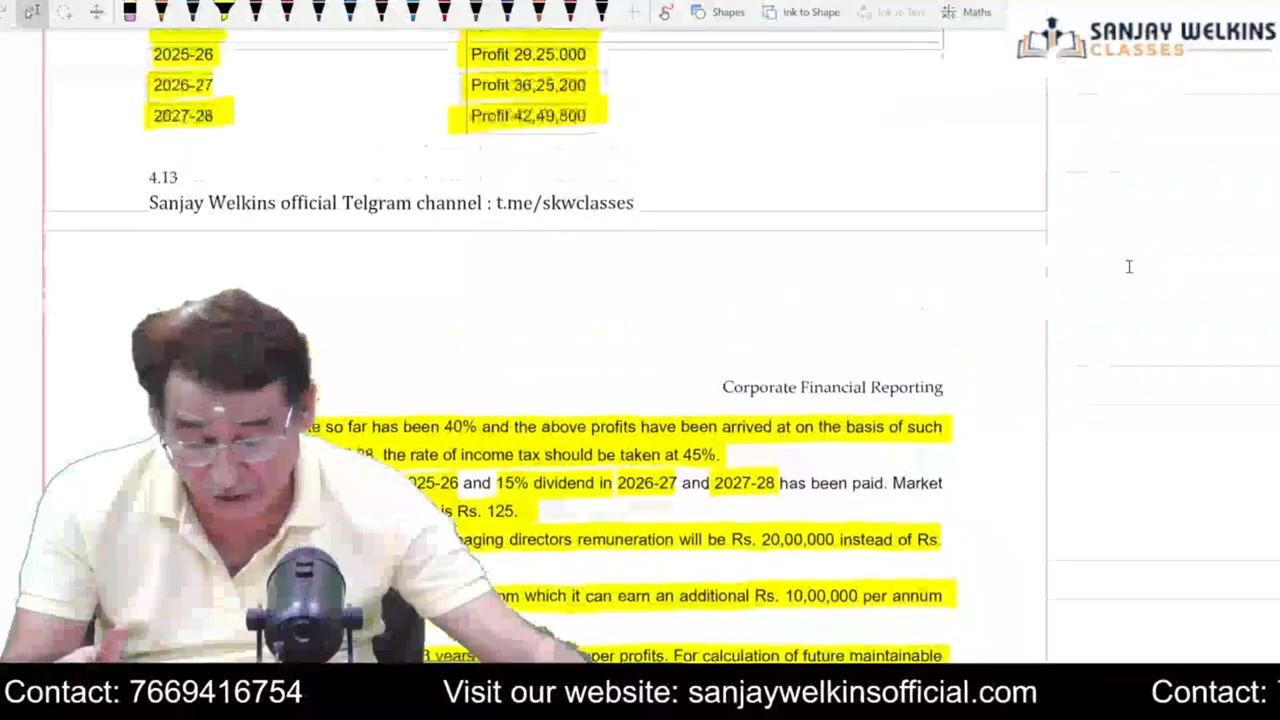 Shapes
Ink to Shape
Ink to Text
Maths
SANJAY WELKINS
CLASSES
2025-26 Profit 29,25,000
2026-27 Profit 36,25,200
2027-28 Profit 42,49,800
4.13
Sanjay Welkins official Telgram channel : t.me/skwclasses
Corporate Financial Reporting
so far has been 40% and the above profits have been arrived at on the basis of such
the rate of income tax should be taken at 45%.
and 15% dividend in 2026-27 and 2027-28 has been paid. Market
is Rs. 125.
directors remuneration will be Rs. 20,00,000 instead of Rs.
which it can earn an additional Rs. 10,00,000 per annum
years profits. For calculation of future maintainable
Contact: 7669416754 Visit our website: sanjaywelkinsofficial.com Contact: